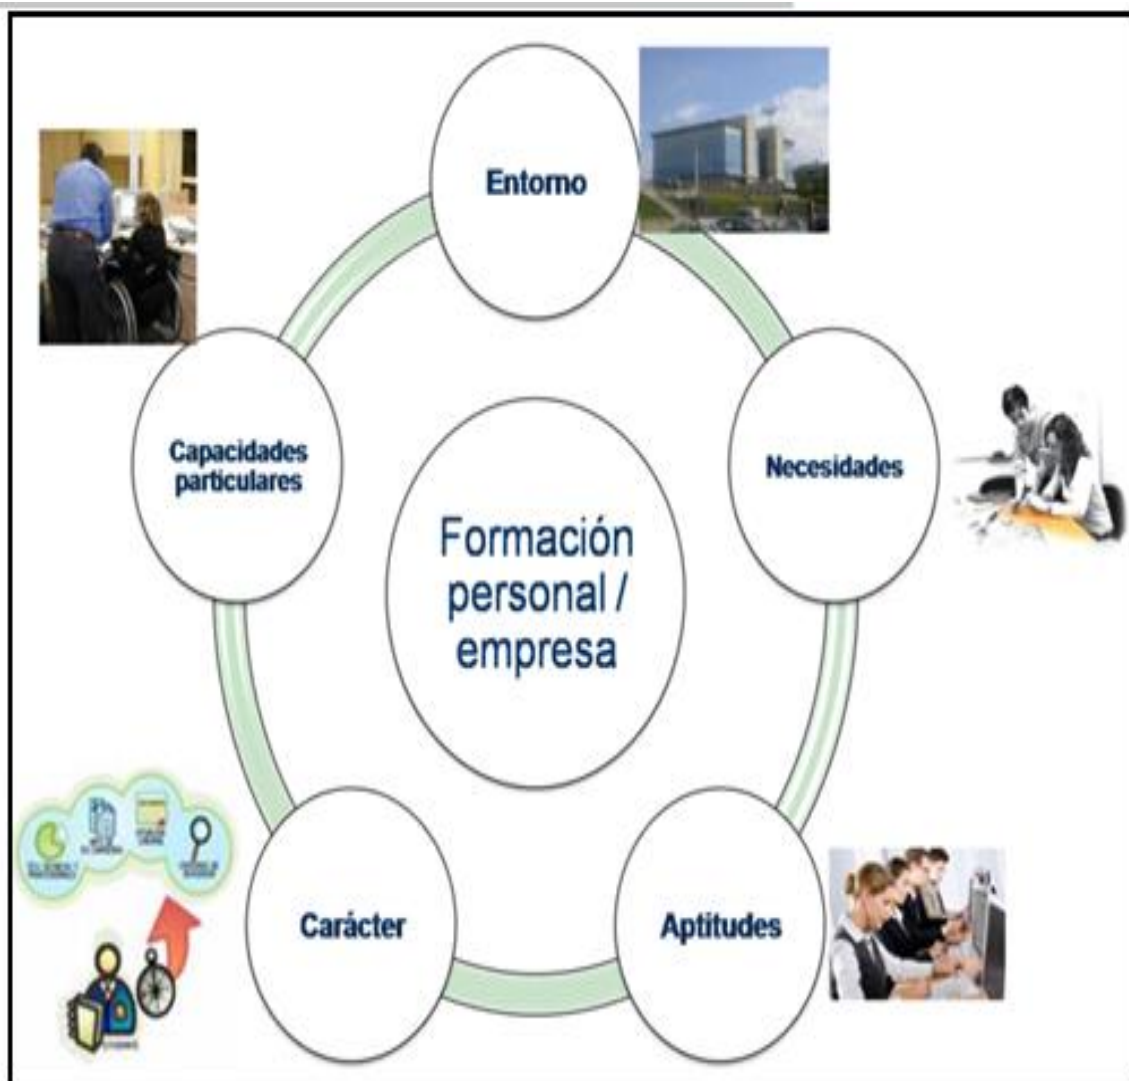 Entorno
Capacidades
particulares
Necesidades
Formación
personal /
empresa
Carácter
Aptitudes